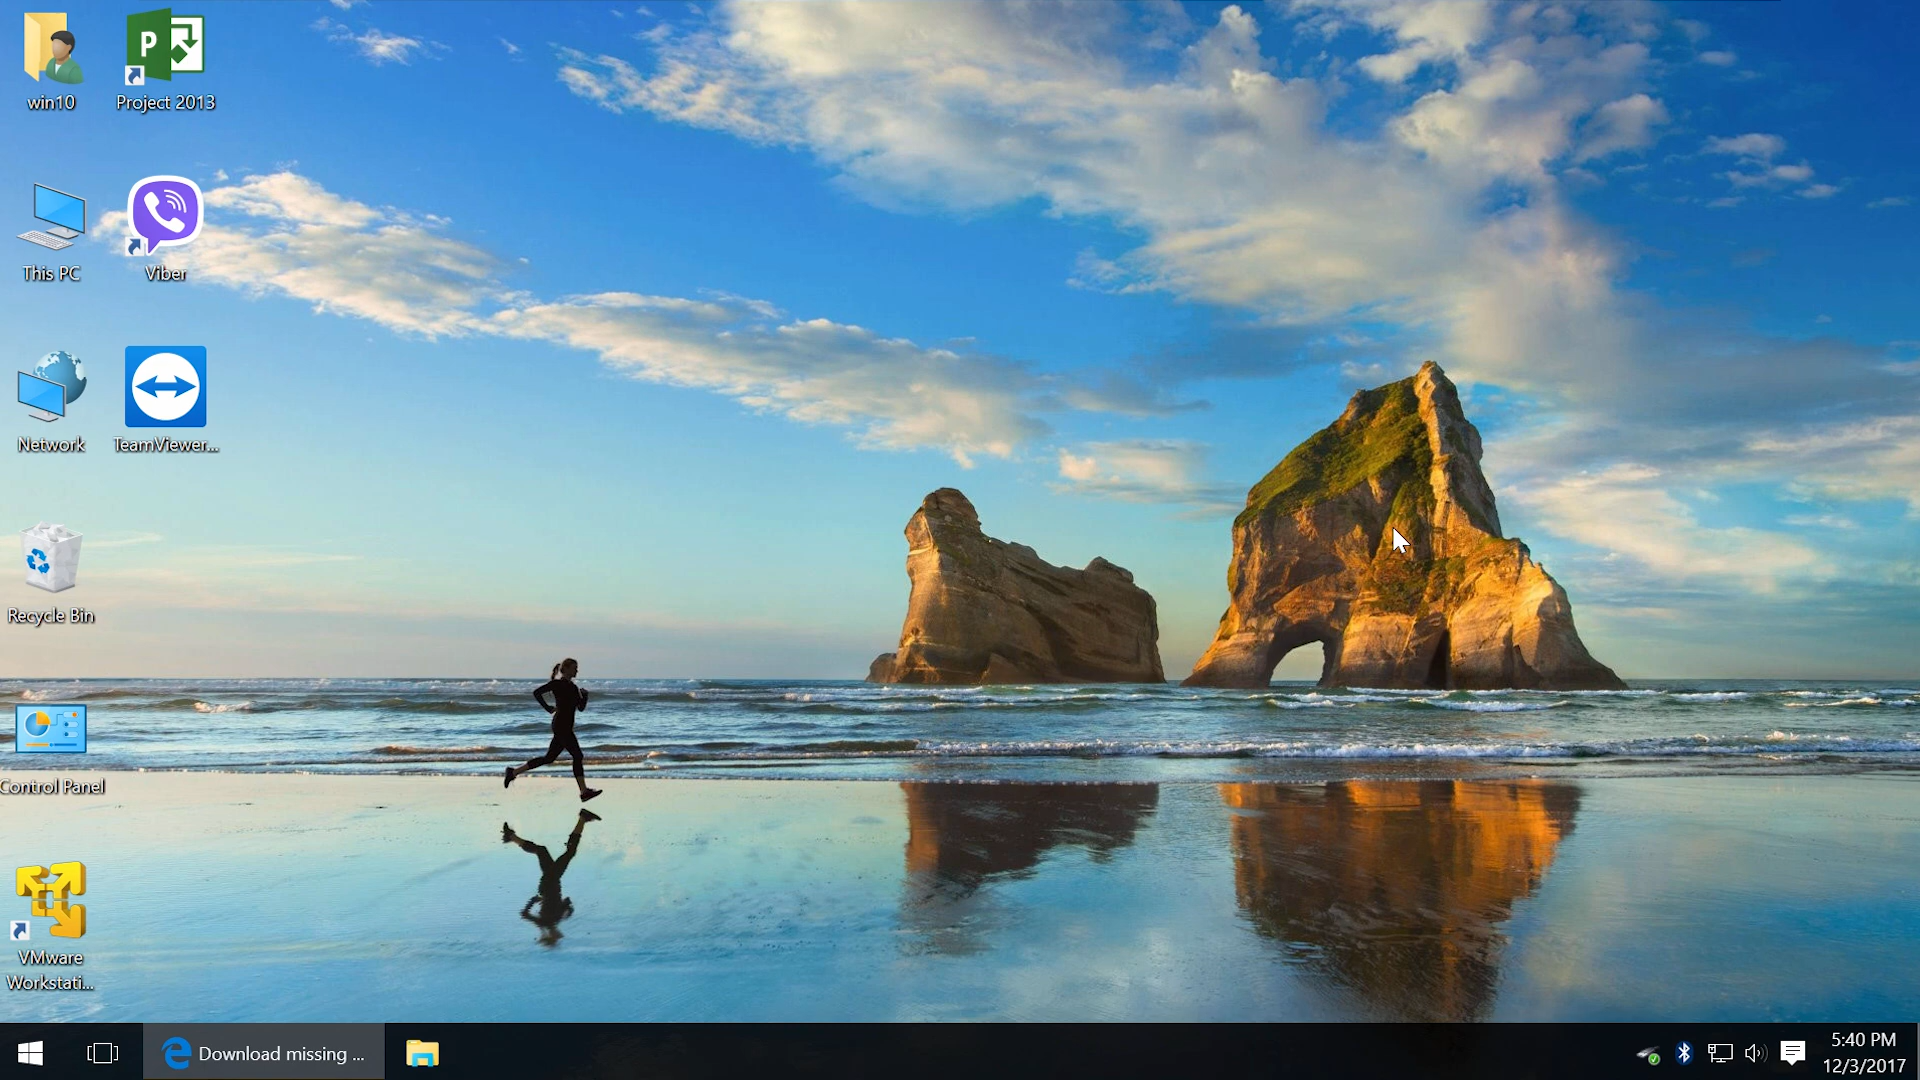 win10
Project 2013
This PC
Viber
Network
TeamViewer...
Recycle Bin
Control Panel
VMware
Workstati...
Download missing ...
5:40 PM
12/3/2017